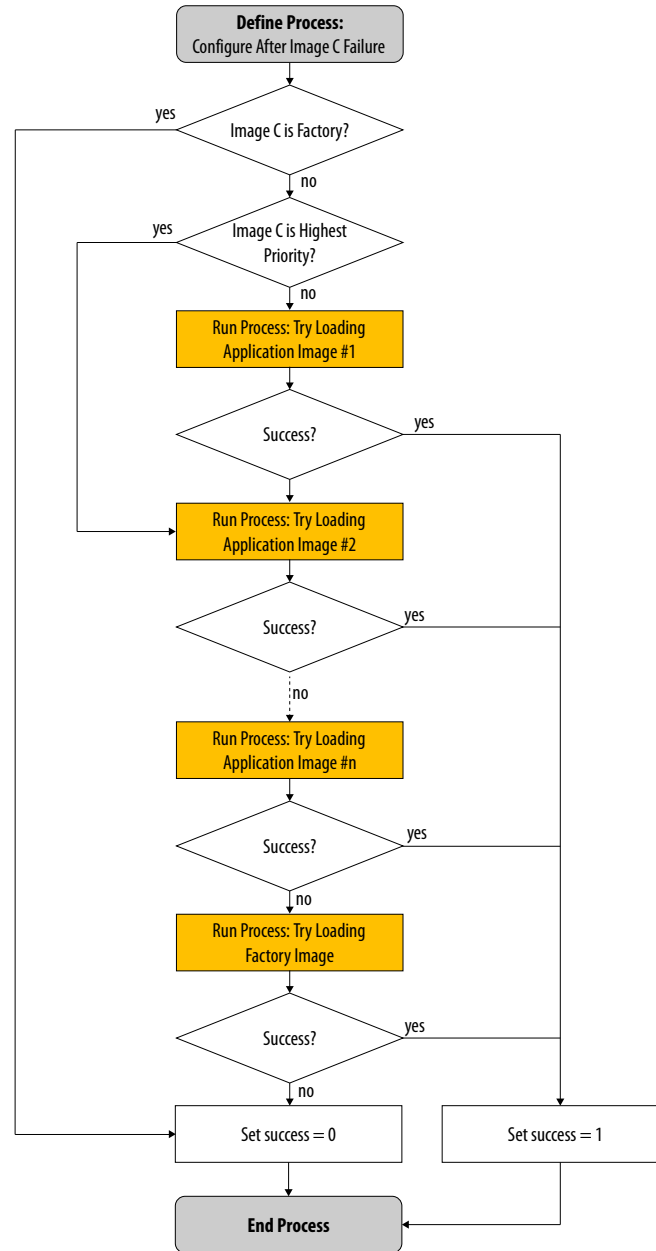 Define Process:
Configure After Image C Failure
yes
Image C is Factory?
no
yes
Image C is Highest
Priority?
no
Run Process: Try Loading
Application Image #1
yes
Success?
Run Process: Try Loading
Application Image #2
yes
Success?
no
Run Process: Try Loading
Application Image #n
yes
Success?
no
Run Process: Try Loading
Factory Image
yes
Success?
no
Set success = 0
Set success = 1
End Process